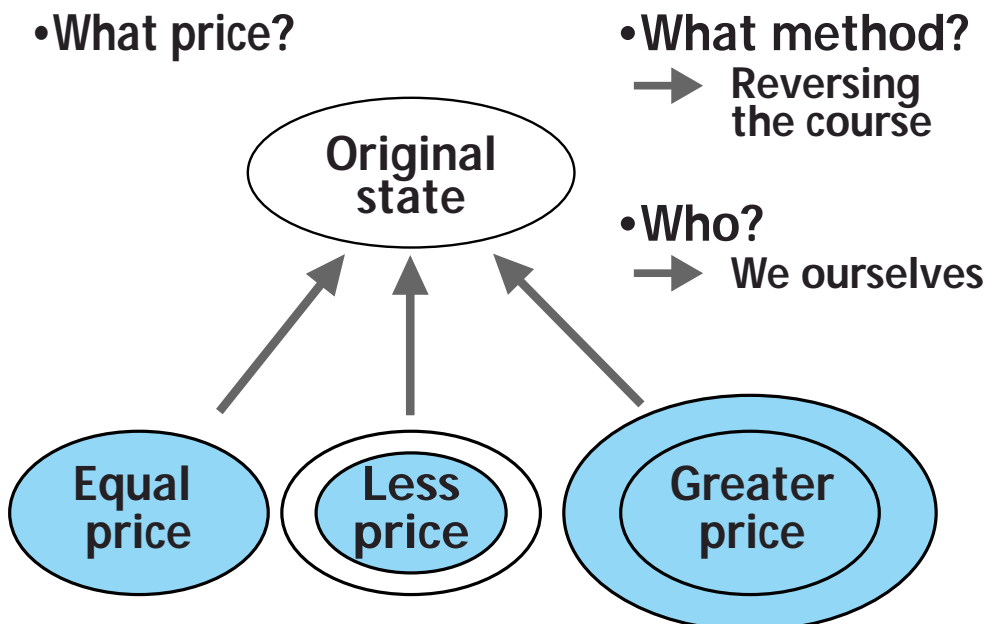 •What price?
•What method?
Reversing
the course
Original
state
•Who?
We ourselves
Equal
price
Less
price
Greater
price